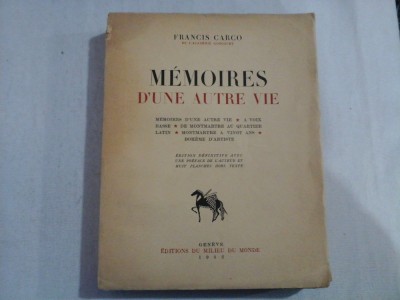 FRANCIS CARCO
DE L'ACADÉMIE GONCOURT
MÉMOIRES
D'UNE AUTRE VIE
MÉMOIRES D'UNE AUTRE VIE • A VOIX
BASSE • DE MONTMARTRE AU QUARTIER
LATIN • MONTMARTRE A VINGT ANS •
BOHÈME D'ARTISTE
ÉDITION DÉFINITIVE AVEC
UNE PRÉFACE DE L'AUTEUR ET
HUIT PLANCHES HORS TEXTE
GENÈVE
ÉDITIONS DU MILIEU DU MONDE